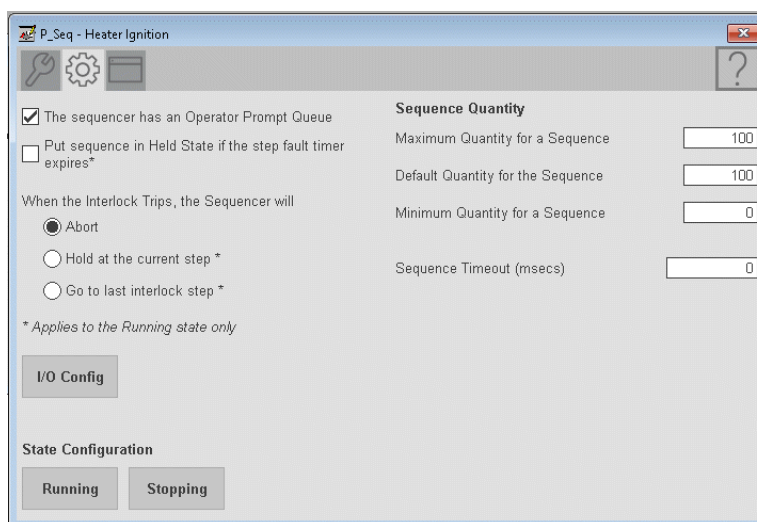 P_Seq - Heater Ignition
?
The sequencer has an Operator Prompt Queue
Put sequence in Held State if the step fault timer
expires*
When the Interlock Trips, the Sequencer will
Abort
Hold at the current step *
Go to last interlock step *
* Applies to the Running state only
I/O Config
State Configuration
Running
Stopping
Sequence Quantity
Maximum Quantity for a Sequence
100
Default Quantity for the Sequence
100
Minimum Quantity for a Sequence
0
Sequence Timeout (msecs)
0